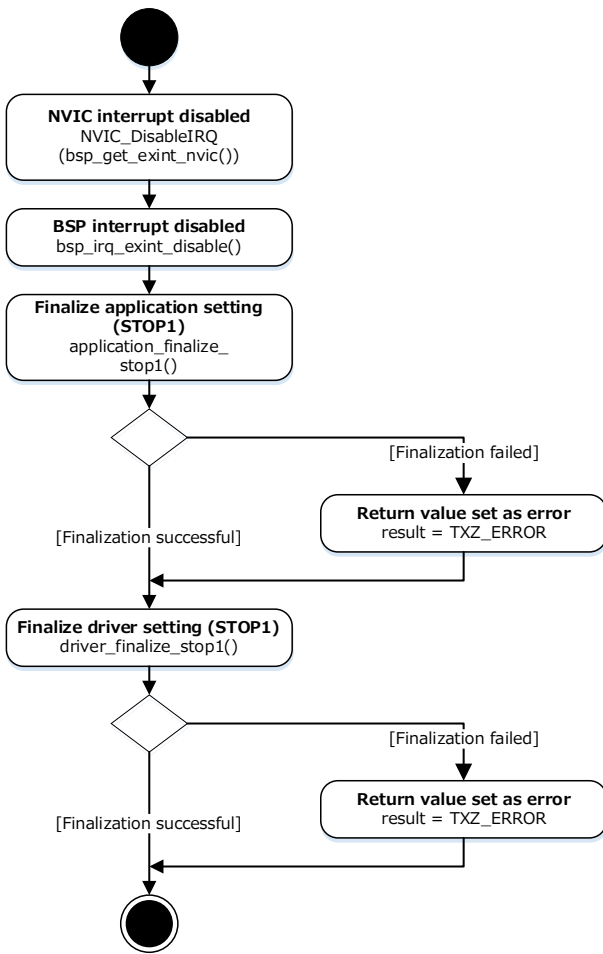 NVIC interrupt disabled
NVIC_DisableIRQ
(bsp_get_exint_nvic())
BSP interrupt disabled
bsp_irq_exint_disable()
Finalize application setting
(STOP1)
application_finalize_
stop1()
[Finalization failed]
Return value set as error
result = TXZ_ERROR
[Finalization successful]
Finalize driver setting (STOP1)
driver_finalize_stop1()
[Finalization failed]
Return value set as error
result = TXZ_ERROR
[Finalization successful]